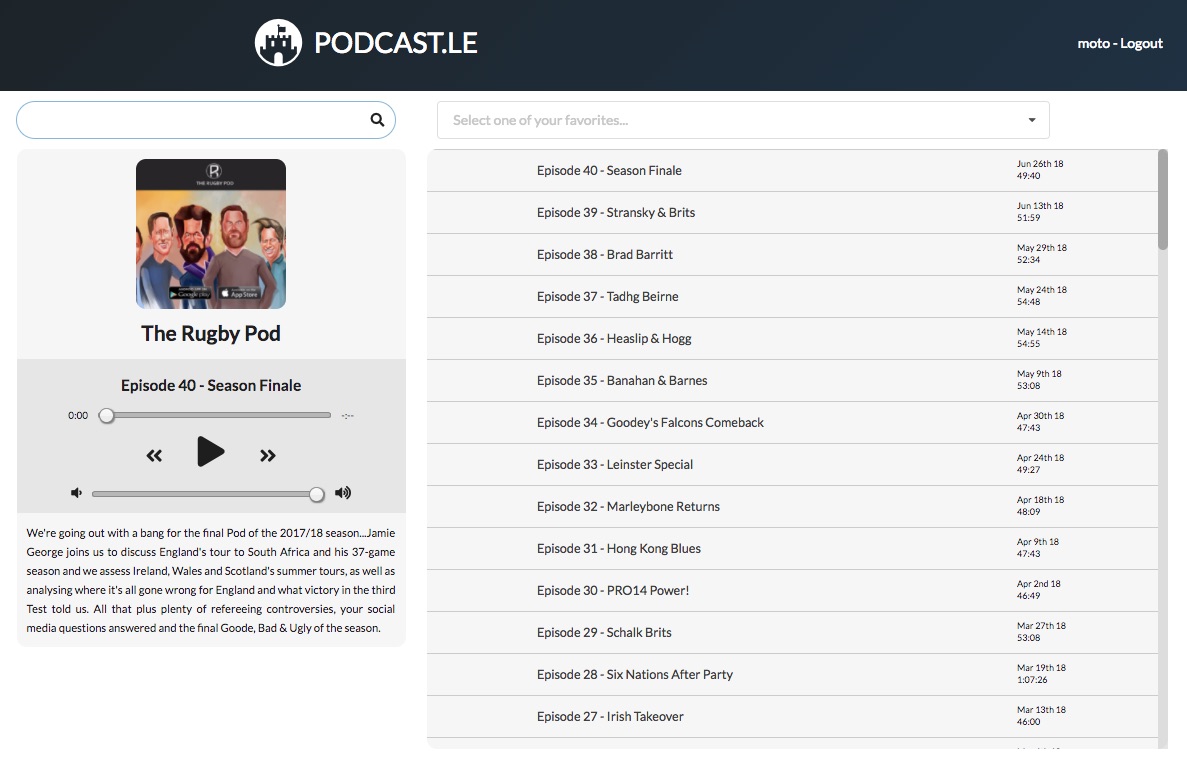 PODCAST.LE
moto - Logout
Select one of your favorites...
THE RUGBY POD
Google play
App Store
The Rugby Pod
Episode 40 - Season Finale
0:00
-:--
We're going out with a bang for the final Pod of the 2017/18 season...Jamie
George joins us to discuss England's tour to South Africa and his 37-game
season and we assess Ireland, Wales and Scotland's summer tours, as well as
analysing where it's all gone wrong for England and what victory in the third
Test told us. All that plus plenty of refereeing controversies, your social
media questions answered and the final Goode, Bad & Ugly of the season.
Episode 40 - Season Finale
Jun 26th 18
49:40
Episode 39 - Stransky & Brits
Jun 13th 18
51:59
Episode 38 - Brad Barritt
May 29th 18
52:34
Episode 37 - Tadhg Beirne
May 24th 18
54:48
Episode 36 - Heaslip & Hogg
May 14th 18
54:55
Episode 35 - Banahan & Barnes
May 9th 18
53:08
Episode 34 - Goodey's Falcons Comeback
Apr 30th 18
47:43
Episode 33 - Leinster Special
Apr 24th 18
49:27
Episode 32 - Marleybone Returns
Apr 18th 18
48:09
Episode 31 - Hong Kong Blues
Apr 9th 18
47:43
Episode 30 - PRO14 Power!
Apr 2nd 18
46:49
Episode 29 - Schalk Brits
Mar 27th 18
53:08
Episode 28 - Six Nations After Party
Mar 19th 18
1:07:26
Episode 27 - Irish Takeover
Mar 13th 18
46:00